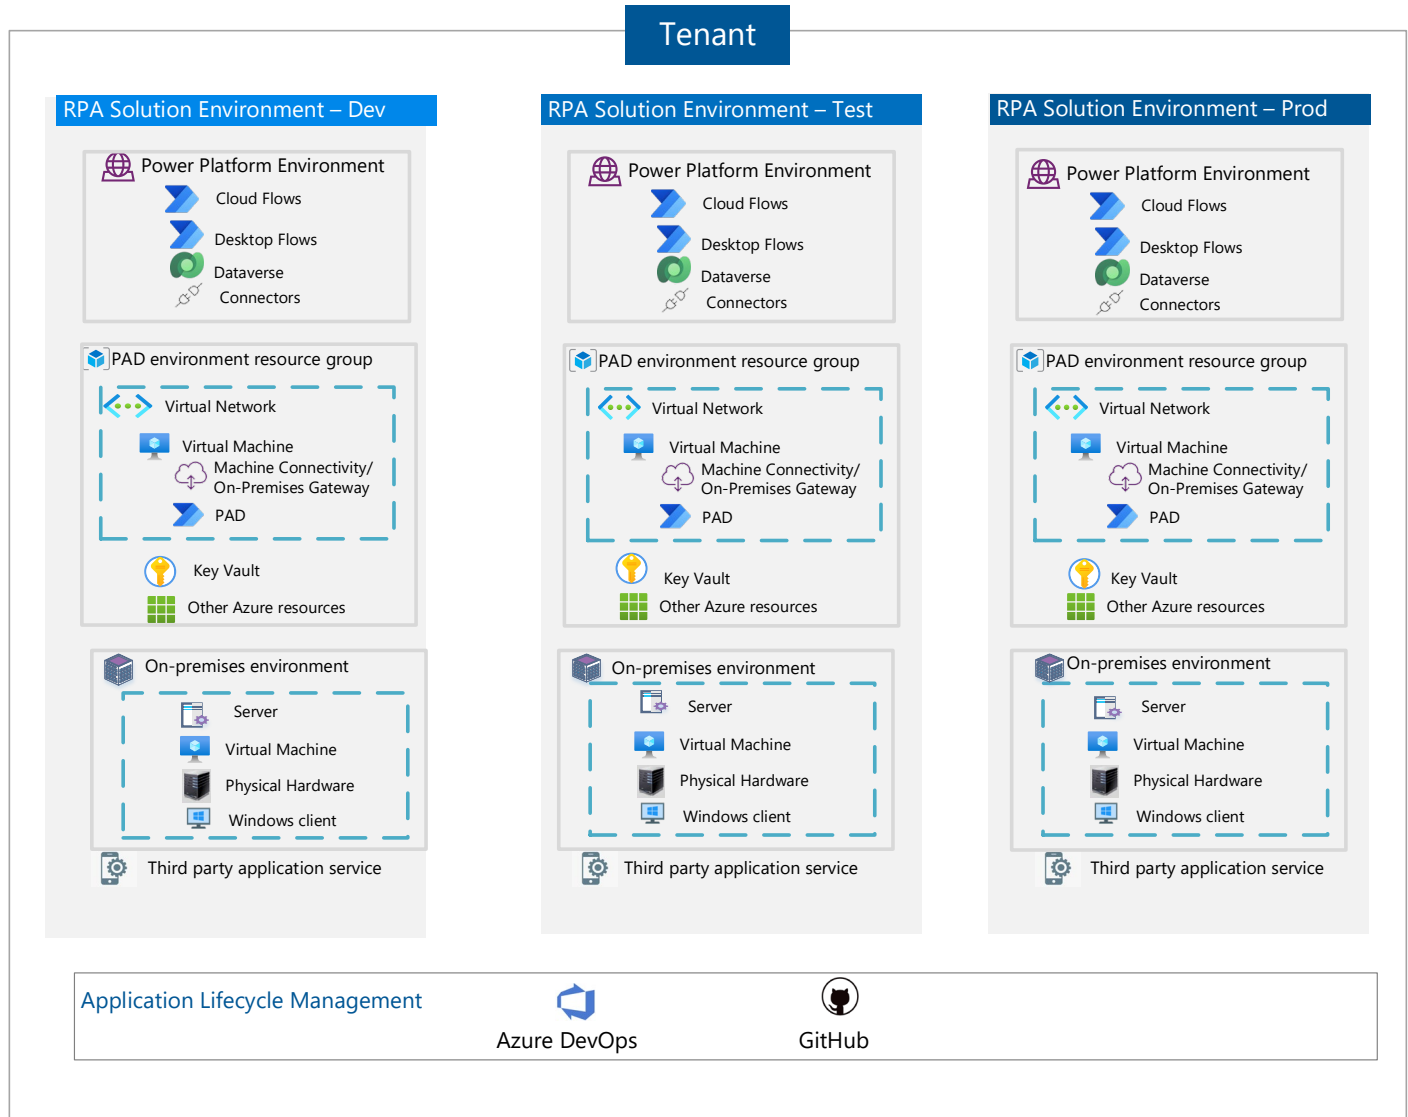 Tenant
RPA Solution Environment – Dev
Power Platform Environment
Cloud Flows
Desktop Flows
Dataverse
Connectors
PAD environment resource group
Virtual Network
Virtual Machine
Machine Connectivity/
On-Premises Gateway
PAD
Key Vault
Other Azure resources
On-premises environment
Server
Virtual Machine
Physical Hardware
Windows client
Third party application service
RPA Solution Environment – Test
Power Platform Environment
Cloud Flows
Desktop Flows
Dataverse
Connectors
PAD environment resource group
Virtual Network
Virtual Machine
Machine Connectivity/
On-Premises Gateway
PAD
Key Vault
Other Azure resources
On-premises environment
Server
Virtual Machine
Physical Hardware
Windows client
Third party application service
RPA Solution Environment – Prod
Power Platform Environment
Cloud Flows
Desktop Flows
Dataverse
Connectors
PAD environment resource group
Virtual Network
Virtual Machine
Machine Connectivity/
On-Premises Gateway
PAD
Key Vault
Other Azure resources
On-premises environment
Server
Virtual Machine
Physical Hardware
Windows client
Third party application service
Application Lifecycle Management
Azure DevOps
GitHub